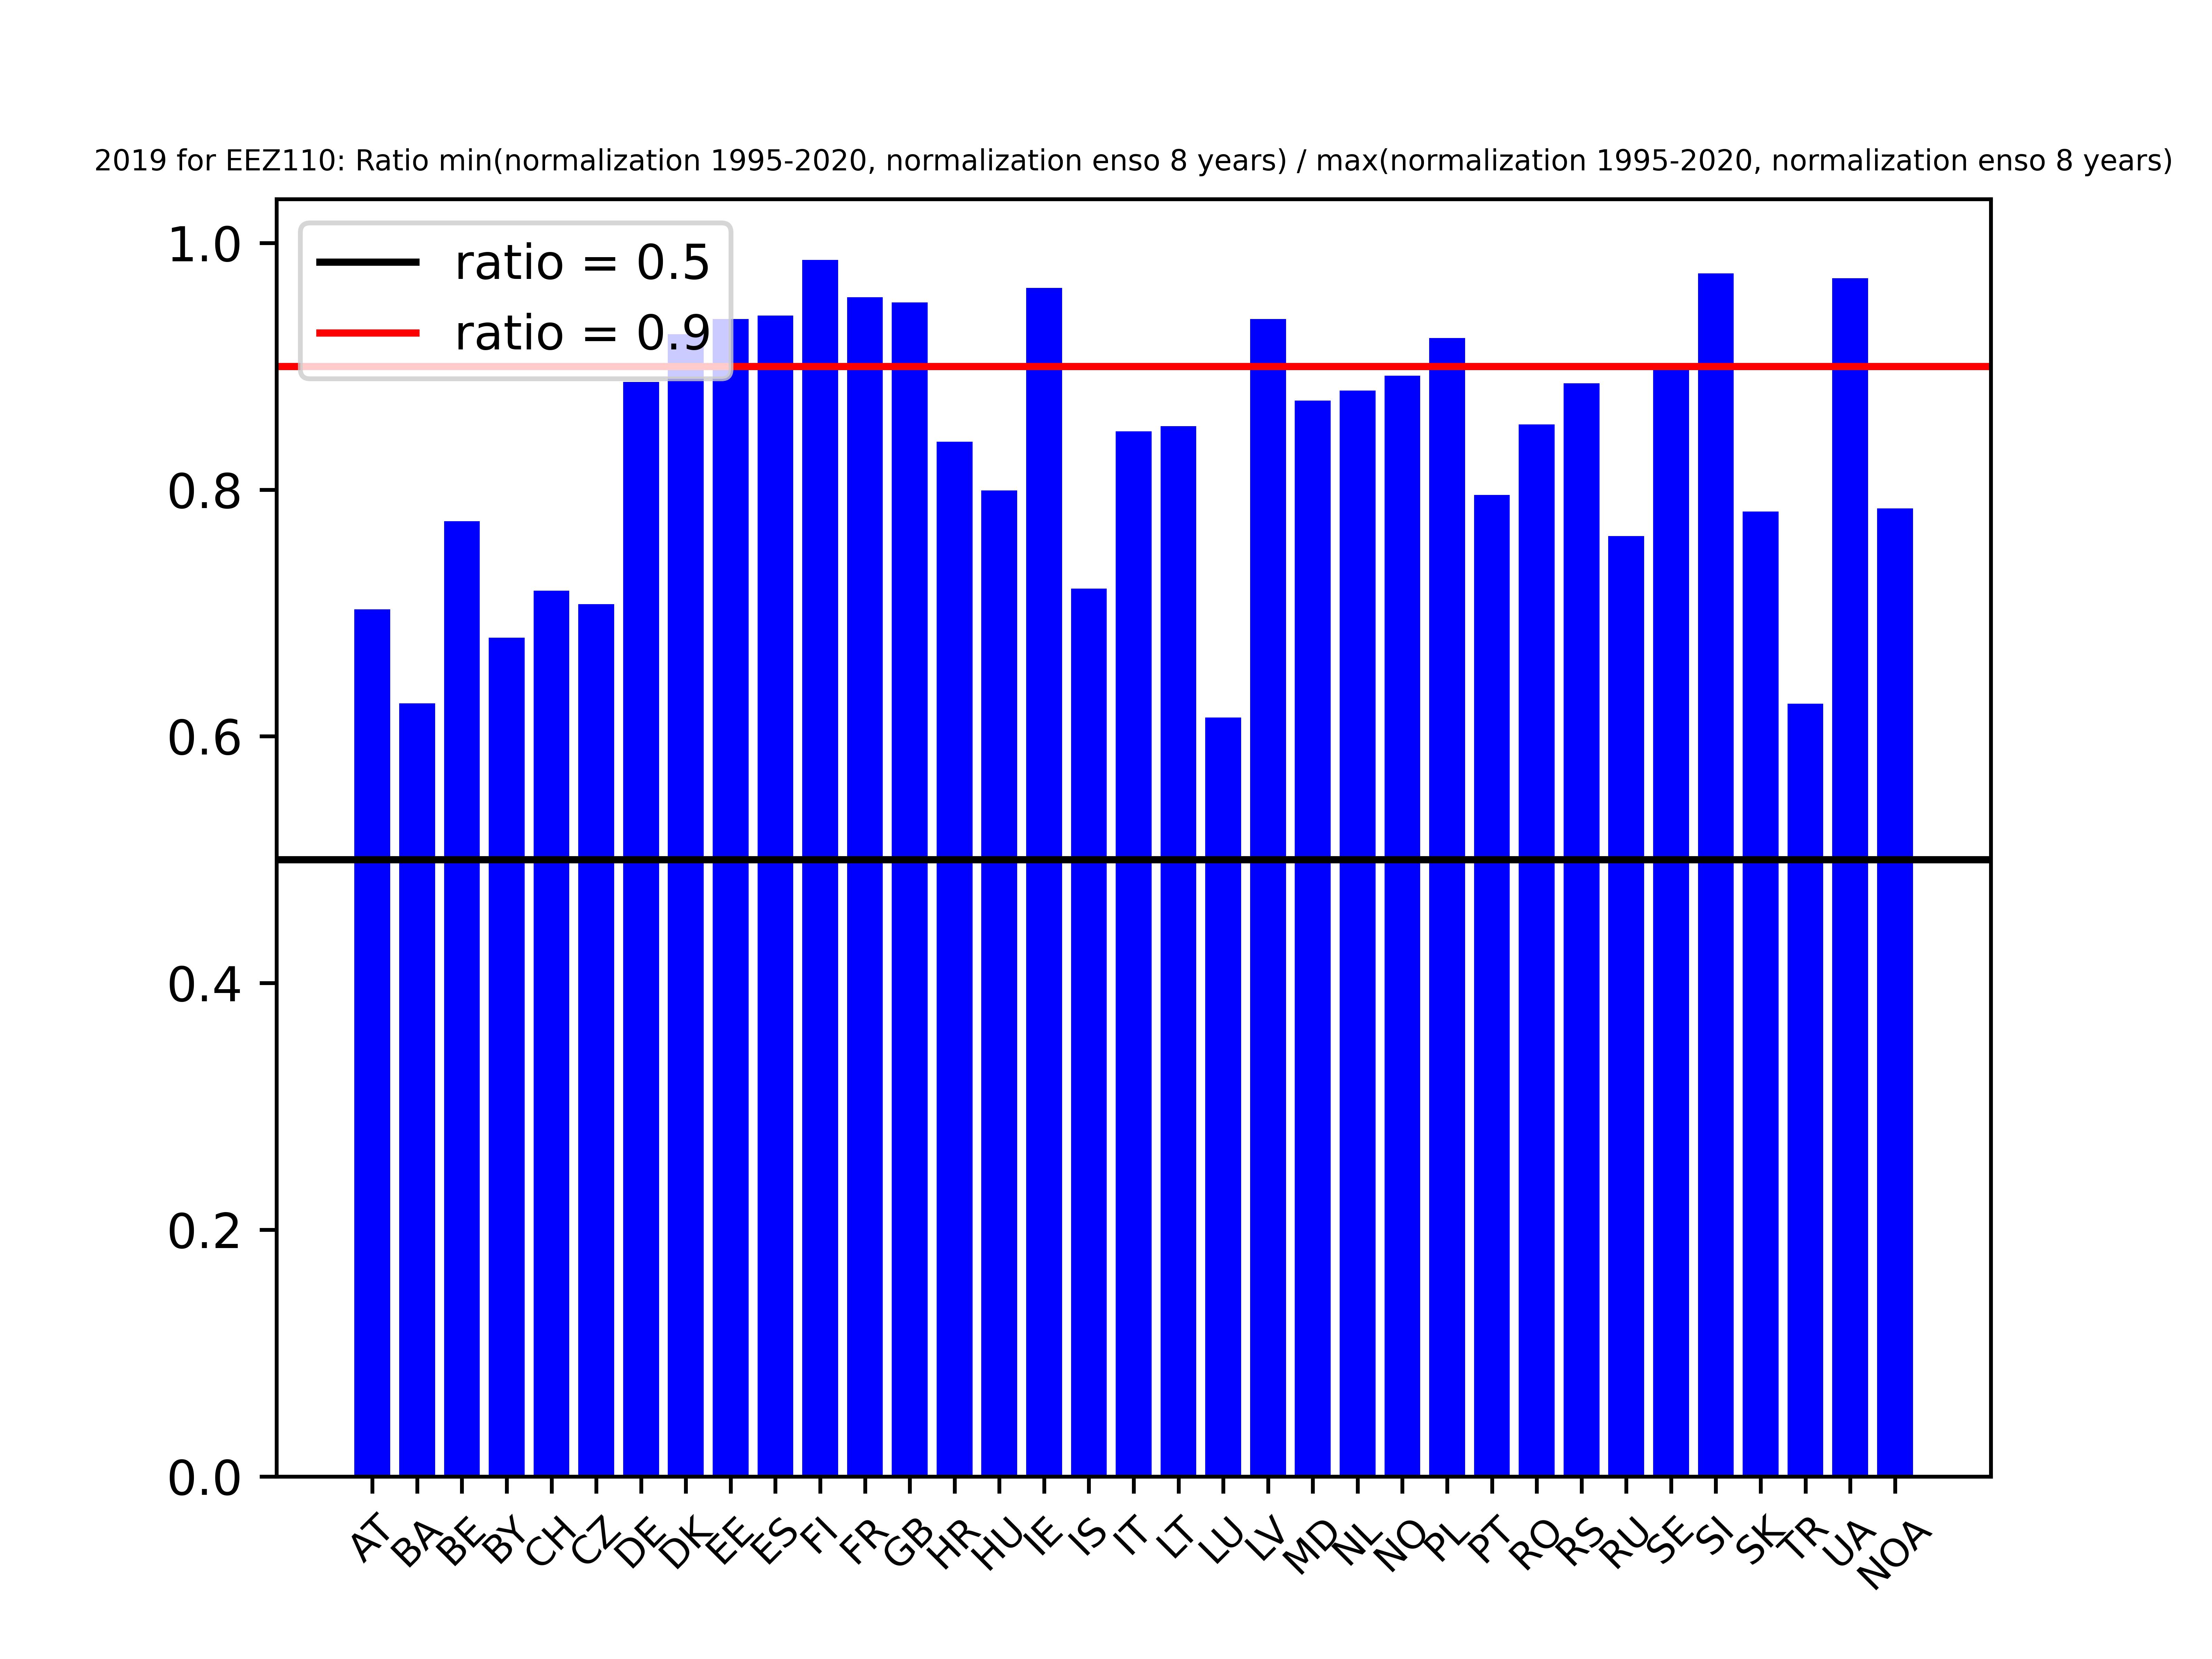 2019 for EEZ110: Ratio min(normalization 1995-2020, normalization enso 8 years) / max(normalization 1995-2020, normalization enso 8 years)
ratio = 0.5
ratio = 0.9
1.0
0.8
0.6
0.4
0.2
0.0
AT BA BE BY CH CZ DE DK EE ES FI FR GB HR HU IE IS IT LT LU LV MD NL NO PL PT RO RS RU SE SI SK TR UA NOA